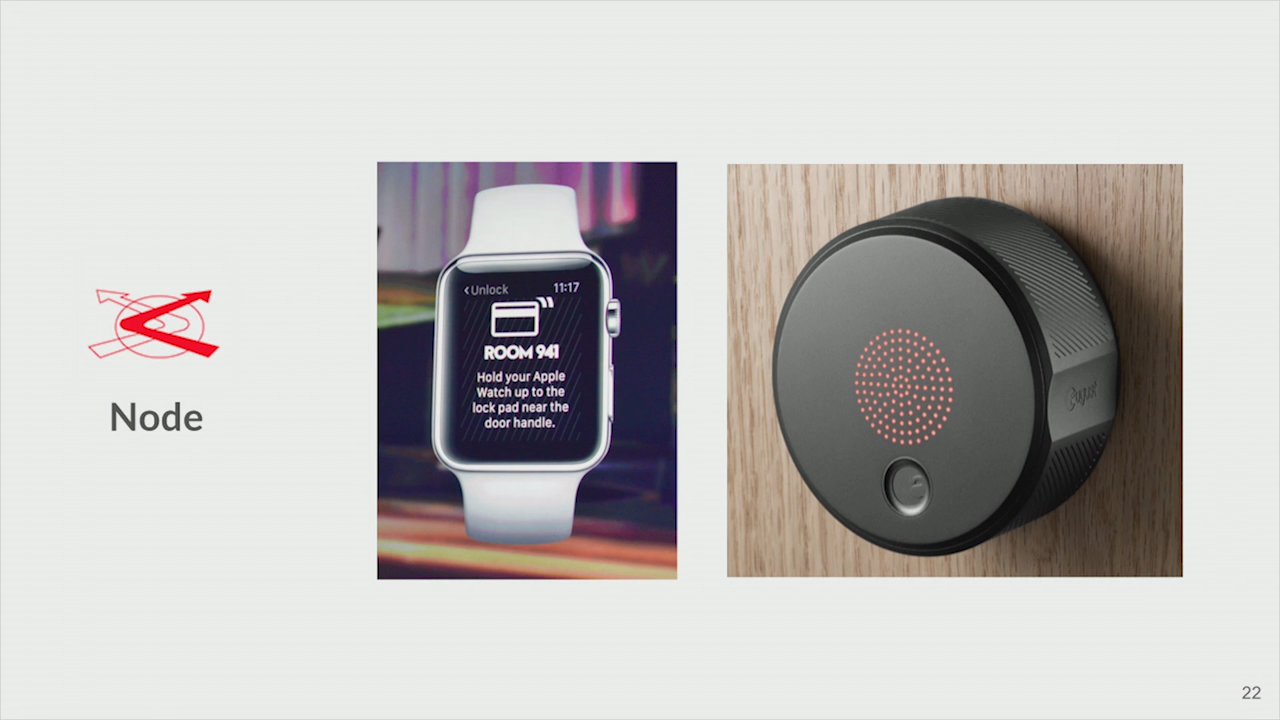 Node
<Unlock 11:17
ROOM 941
Hold your Apple
Watch up to the
lock pad near the
door handle.
August
22